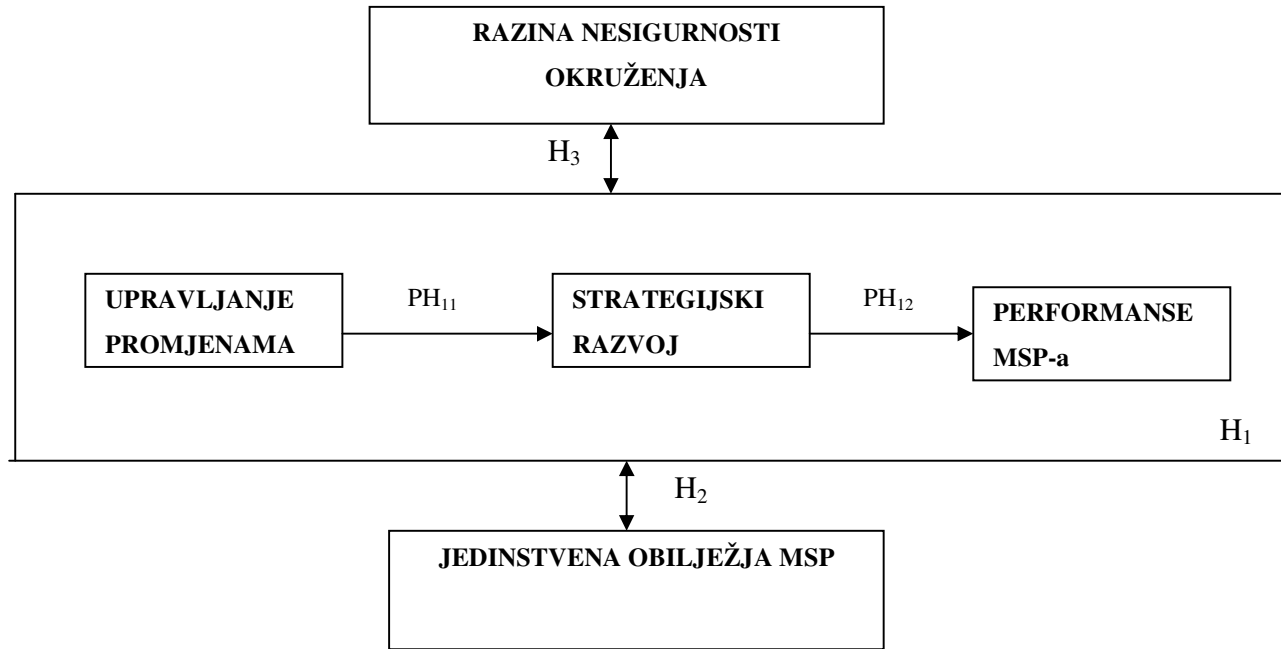 RAZINA NESIGURNOSTI
OKRUŽENJA
H₃
UPRAVLJANJE
PROMJENAMA
PH₁₁
STRATEGIJSKI
RAZVOJ
PH₁₂
PERFORMANSE
MSP-a
H₁
H₂
JEDINSTVENA OBILJEŽJA MSP